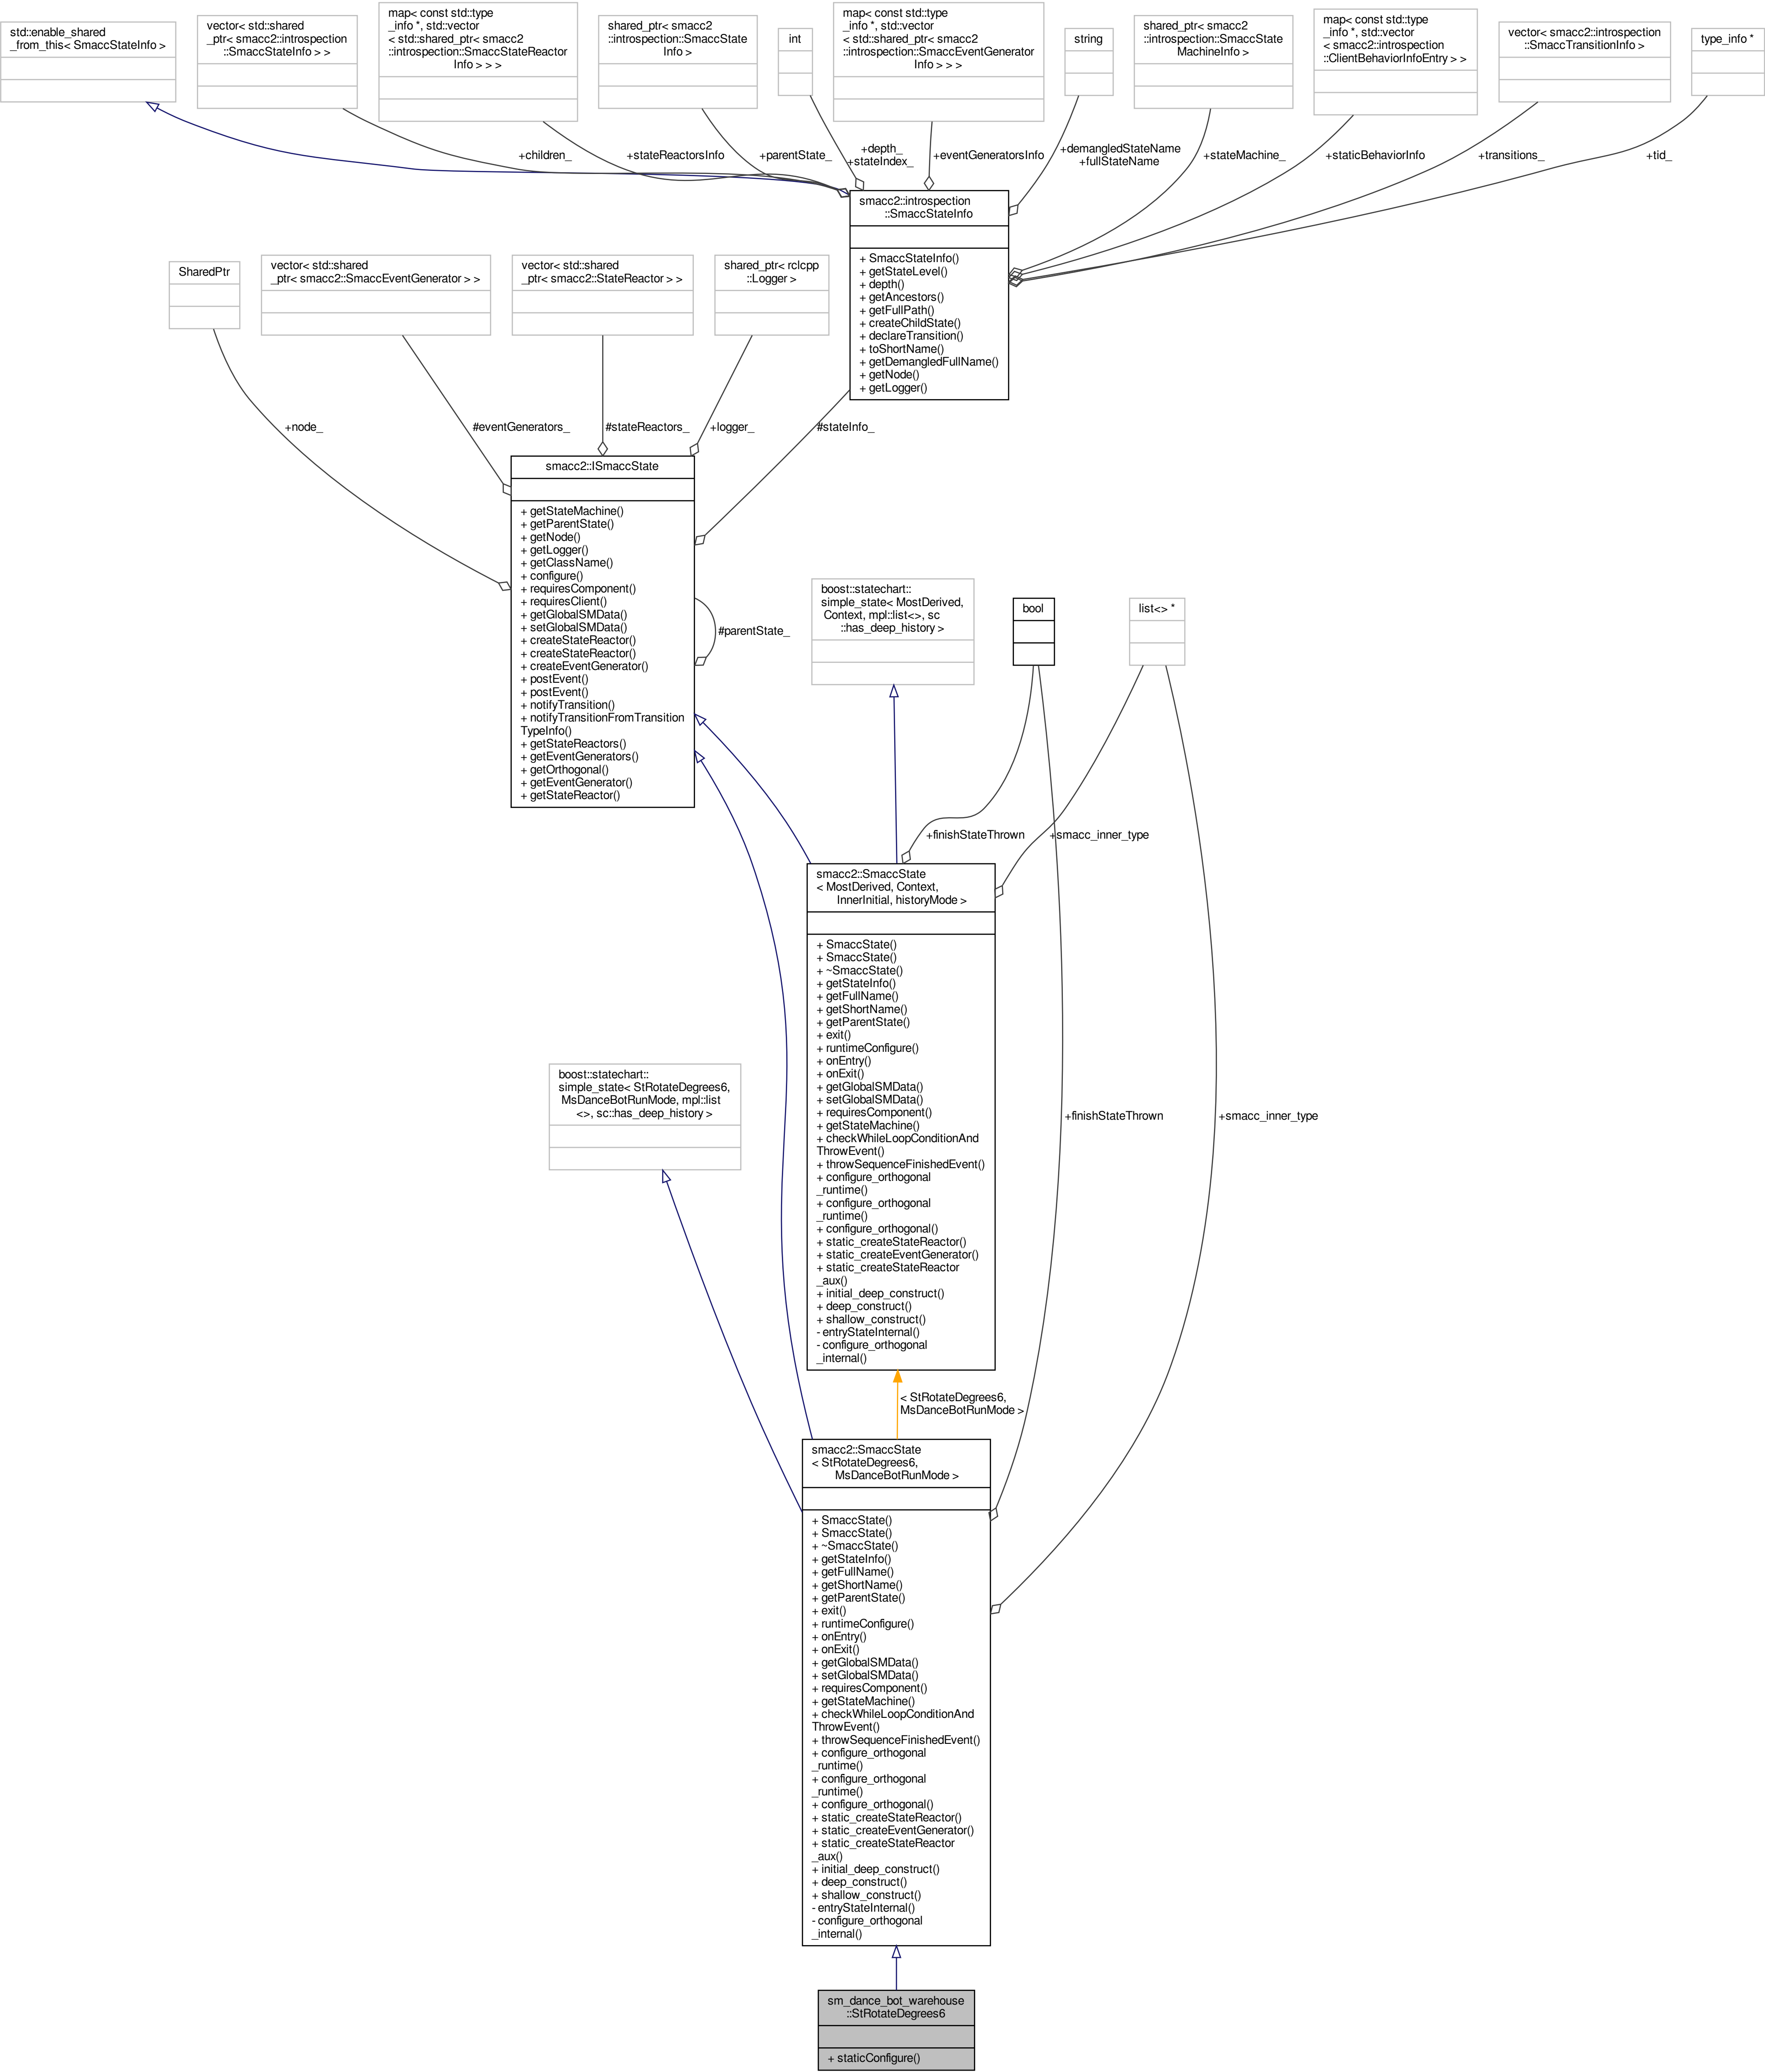 std::enable_shared
_from_this< SmaccStateInfo >
vector< std::shared
_ptr< smacc2::introspection
::SmaccStateInfo > >
map< const std::type
_info *, std::vector
< std::shared_ptr< smacc2
::introspection::SmaccStateReactor
Info > > >
shared_ptr< smacc2
::introspection::SmaccState
Info >
int
map< const std::type
_info *, std::vector
< std::shared_ptr< smacc2
::introspection::SmaccEventGenerator
Info > > >
string
shared_ptr< smacc2
::introspection::SmaccState
MachineInfo >
map< const std::type
_info *, std::vector
< smacc2::introspection
::ClientBehaviorInfoEntry > >
vector< smacc2::introspection
::SmaccTransitionInfo >
type_info *
+children_
+stateReactorsInfo
+parentState_
+depth_
+stateIndex_
+eventGeneratorsInfo
+demangledStateName
+fullStateName
+stateMachine_
+staticBehaviorInfo
+transitions_
+tid_
smacc2::introspection
::SmaccStateInfo
+ SmaccStateInfo()
+ getStateLevel()
+ depth()
+ getAncestors()
+ getFullPath()
+ createChildState()
+ declareTransition()
+ toShortName()
+ getDemangledFullName()
+ getNode()
+ getLogger()
SharedPtr
vector< std::shared
_ptr< smacc2::SmaccEventGenerator > >
vector< std::shared
_ptr< smacc2::StateReactor > >
shared_ptr< rclcpp
::Logger >
+node_
#eventGenerators_
#stateReactors_
+logger_
#stateInfo_
smacc2::ISmaccState
+ getStateMachine()
+ getParentState()
+ getNode()
+ getLogger()
+ getClassName()
+ configure()
+ requiresComponent()
+ requiresClient()
+ getGlobalSMData()
+ setGlobalSMData()
+ createStateReactor()
+ createStateReactor()
+ createEventGenerator()
+ postEvent()
+ postEvent()
+ notifyTransition()
+ notifyTransitionFromTransition
TypeInfo()
+ getStateReactors()
+ getEventGenerators()
+ getOrthogonal()
+ getEventGenerator()
+ getStateReactor()
#parentState_
boost::statechart::
simple_state< MostDerived,
Context, mpl::list<>, sc
::has_deep_history >
bool
list<> *
+finishStateThrown
+smacc_inner_type
smacc2::SmaccState
< MostDerived, Context,
InnerInitial, historyMode >
+ SmaccState()
+ SmaccState()
+ ~SmaccState()
+ getStateInfo()
+ getFullName()
+ getShortName()
+ getParentState()
+ exit()
+ runtimeConfigure()
+ onEntry()
+ onExit()
+ getGlobalSMData()
+ setGlobalSMData()
+ requiresComponent()
+ getStateMachine()
+ checkWhileLoopConditionAnd
ThrowEvent()
+ throwSequenceFinishedEvent()
+ configure_orthogonal
_runtime()
+ configure_orthogonal
_runtime()
+ configure_orthogonal()
+ static_createStateReactor()
+ static_createEventGenerator()
+ static_createStateReactor
_aux()
+ initial_deep_construct()
+ deep_construct()
+ shallow_construct()
- entryStateInternal()
- configure_orthogonal
_internal()
boost::statechart::
simple_state< StRotateDegrees6,
MsDanceBotRunMode, mpl::list
<>, sc::has_deep_history >
+finishStateThrown
+smacc_inner_type
< StRotateDegrees6,
MsDanceBotRunMode >
smacc2::SmaccState
< StRotateDegrees6,
MsDanceBotRunMode >
+ SmaccState()
+ SmaccState()
+ ~SmaccState()
+ getStateInfo()
+ getFullName()
+ getShortName()
+ getParentState()
+ exit()
+ runtimeConfigure()
+ onEntry()
+ onExit()
+ getGlobalSMData()
+ setGlobalSMData()
+ requiresComponent()
+ getStateMachine()
+ checkWhileLoopConditionAnd
ThrowEvent()
+ throwSequenceFinishedEvent()
+ configure_orthogonal
_runtime()
+ configure_orthogonal
_runtime()
+ configure_orthogonal()
+ static_createStateReactor()
+ static_createEventGenerator()
+ static_createStateReactor
_aux()
+ initial_deep_construct()
+ deep_construct()
+ shallow_construct()
- entryStateInternal()
- configure_orthogonal
_internal()
sm_dance_bot_warehouse
::StRotateDegrees6
+ staticConfigure()